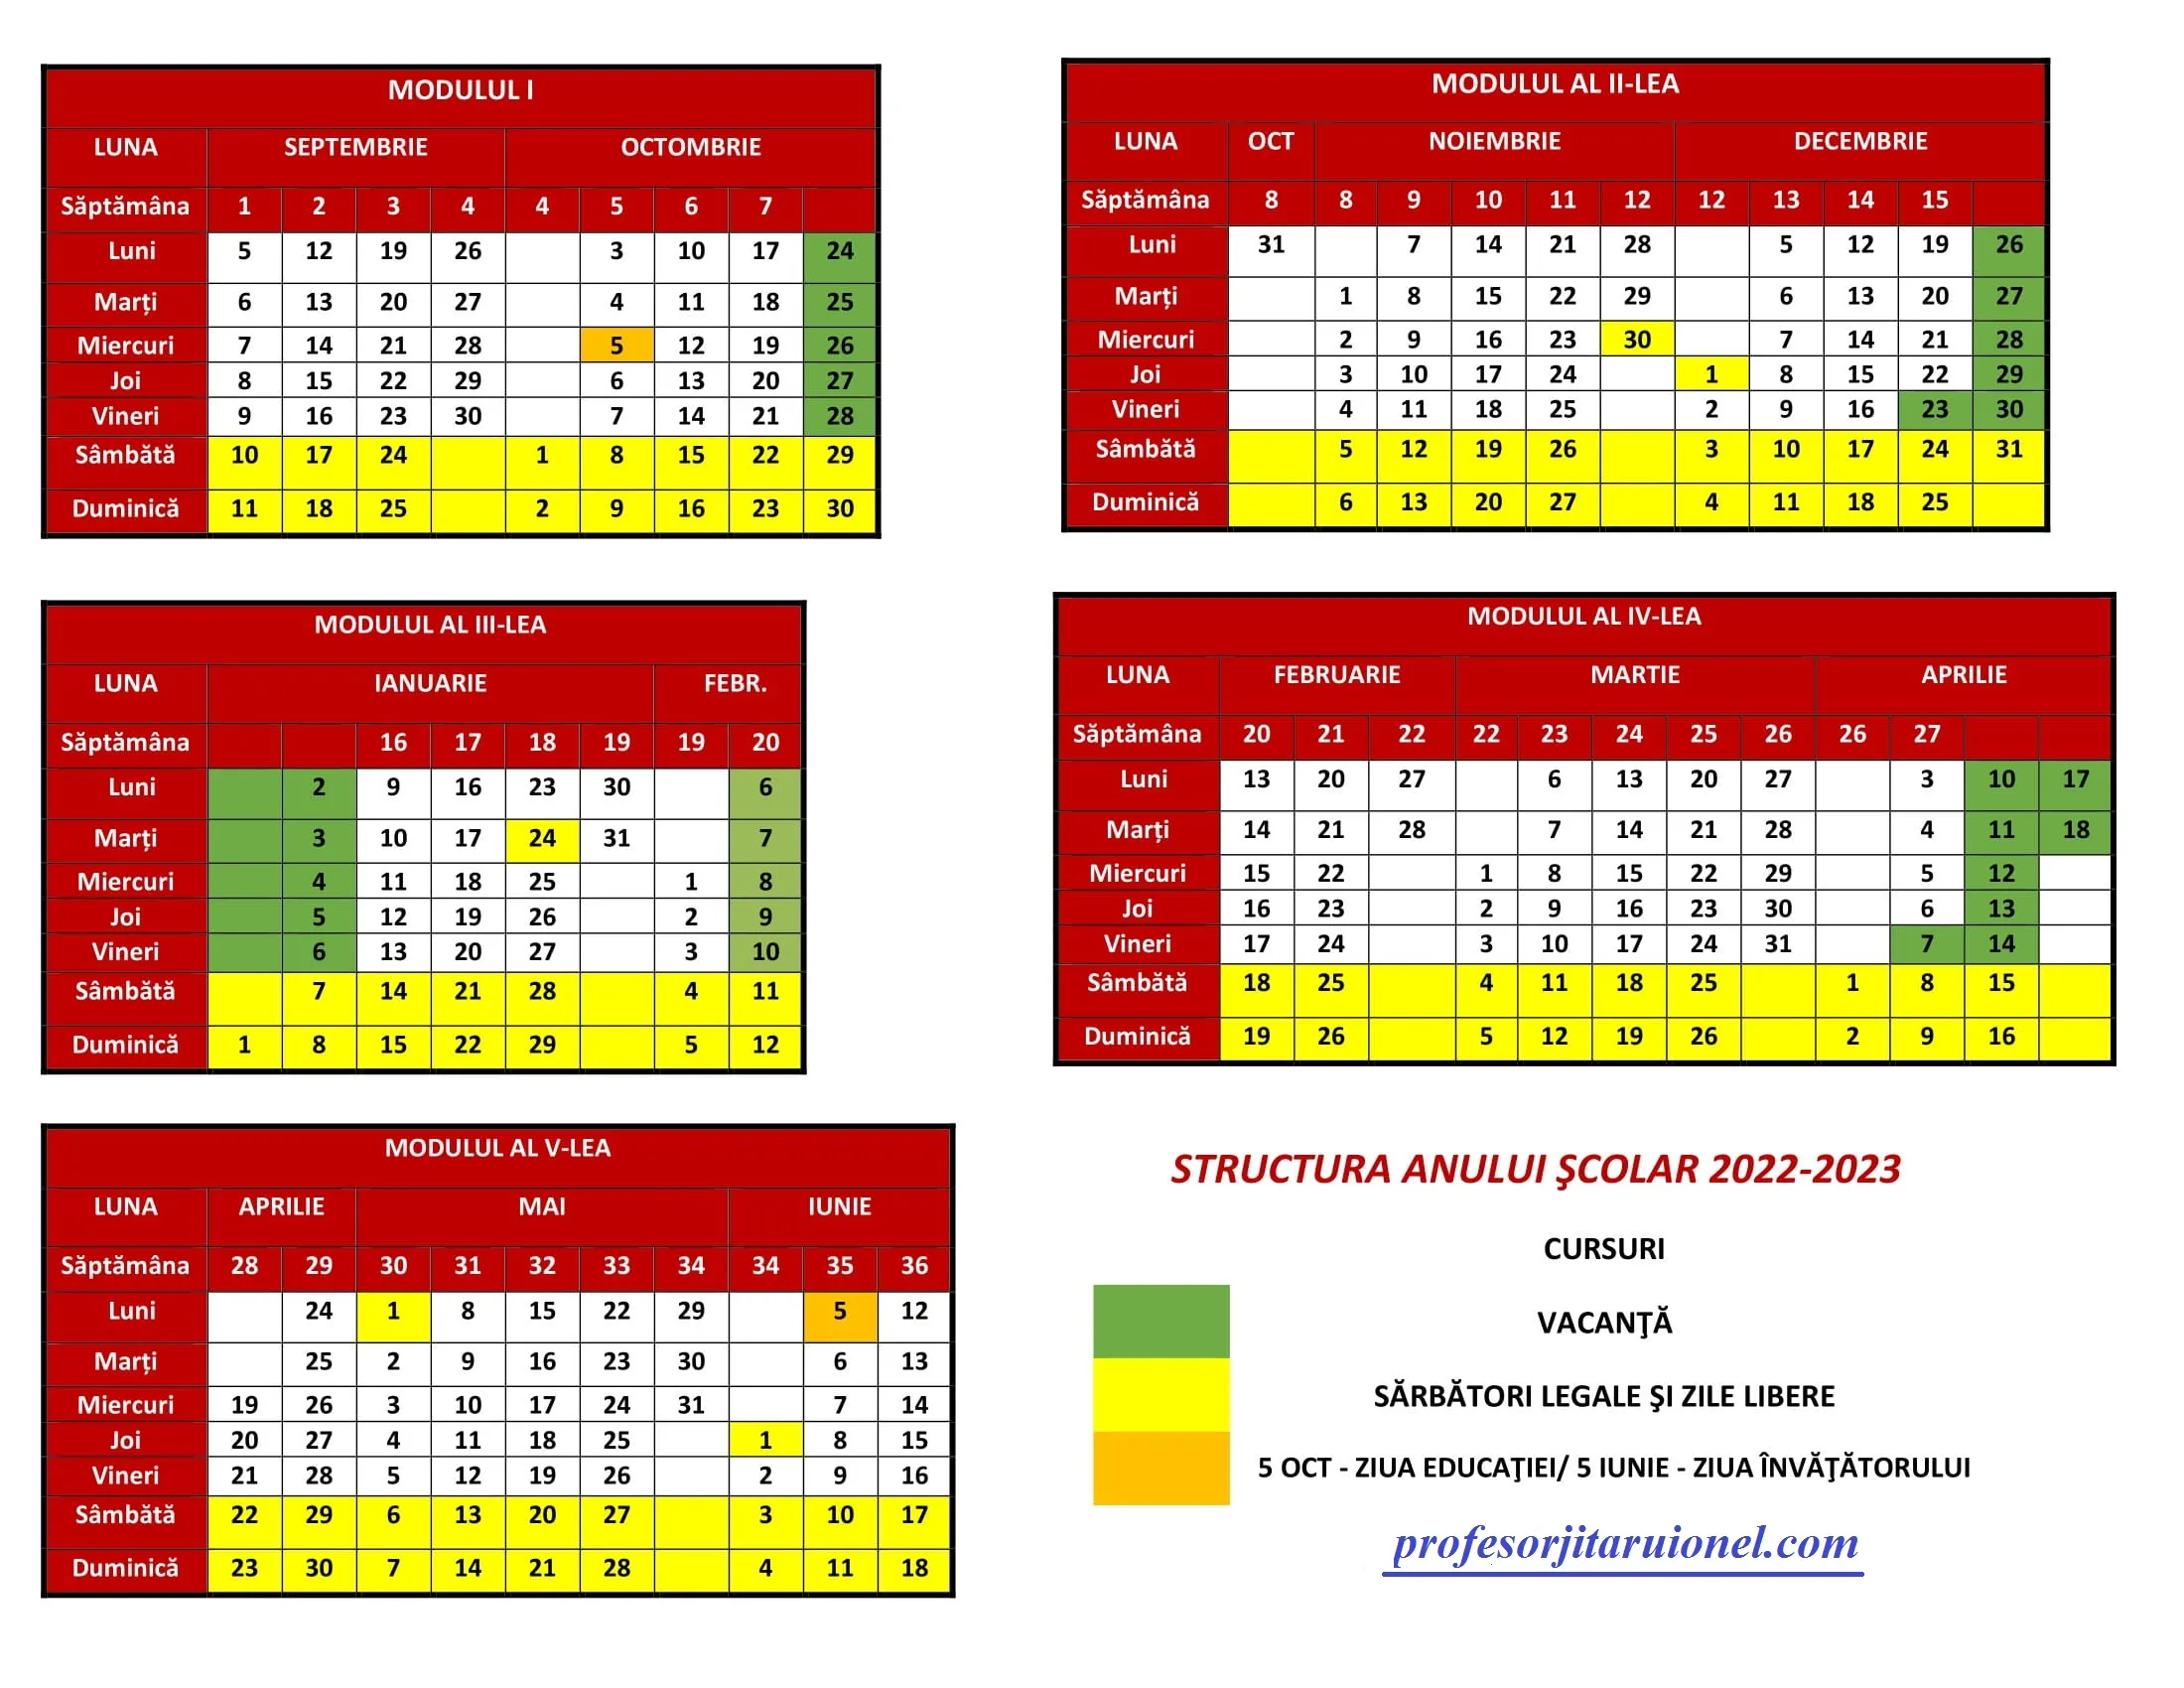 MODULUL I
LUNA SEPTEMBRIE OCTOMBRIE
Săptămâna 1 2 3 4 4 5 6 7
Luni 5 12 19 26 3 10 17 24
Marți 6 13 20 27 4 11 18 25
Miercuri 7 14 21 28 5 12 19 26
Joi 8 15 22 29 6 13 20 27
Vineri 9 16 23 30 7 14 21 28
Sâmbătă 10 17 24 1 8 15 22 29
Duminică 11 18 25 2 9 16 23 30
MODULUL AL II-LEA
LUNA OCT NOIEMBRIE DECEMBRIE
Săptămâna 8 8 9 10 11 12 12 13 14 15
Luni 31 7 14 21 28 5 12 19 26
Marți 1 8 15 22 29 6 13 20 27
Miercuri 2 9 16 23 30 7 14 21 28
Joi 3 10 17 24 1 8 15 22 29
Vineri 4 11 18 25 2 9 16 23 30
Sâmbătă 5 12 19 26 3 10 17 24 31
Duminică 6 13 20 27 4 11 18 25
MODULUL AL III-LEA
LUNA IANUARIE FEBR.
Săptămâna 16 17 18 19 19 20
Luni 2 9 16 23 30 6
Marți 3 10 17 24 31 7
Miercuri 4 11 18 25 1 8
Joi 5 12 19 26 2 9
Vineri 6 13 20 27 3 10
Sâmbătă 7 14 21 28 4 11
Duminică 1 8 15 22 29 5 12
MODULUL AL IV-LEA
LUNA FEBRUARIE MARTIE APRILIE
Săptămâna 20 21 22 22 23 24 25 26 26 27
Luni 13 20 27 6 13 20 27 3 10 17
Marți 14 21 28 7 14 21 28 4 11 18
Miercuri 15 22 1 8 15 22 29 5 12
Joi 16 23 2 9 16 23 30 6 13
Vineri 17 24 3 10 17 24 31 7 14
Sâmbătă 18 25 4 11 18 25 1 8 15
Duminică 19 26 5 12 19 26 2 9 16
MODULUL AL V-LEA
LUNA APRILIE MAI IUNIE
Săptămâna 28 29 30 31 32 33 34 34 35 36
Luni 24 1 8 15 22 29 5 12
Marți 25 2 9 16 23 30 6 13
Miercuri 19 26 3 10 17 24 31 7 14
Joi 20 27 4 11 18 25 1 8 15
Vineri 21 28 5 12 19 26 2 9 16
Sâmbătă 22 29 6 13 20 27 3 10 17
Duminică 23 30 7 14 21 28 4 11 18
STRUCTURA ANULUI ŞCOLAR 2022-2023
CURSURI
VACANŢĂ
SĂRBĂTORI LEGALE ŞI ZILE LIBERE
5 OCT - ZIUA EDUCAŢIEI/ 5 IUNIE - ZIUA ÎNVĂŢĂTORULUI
profesorjitaruionel.com